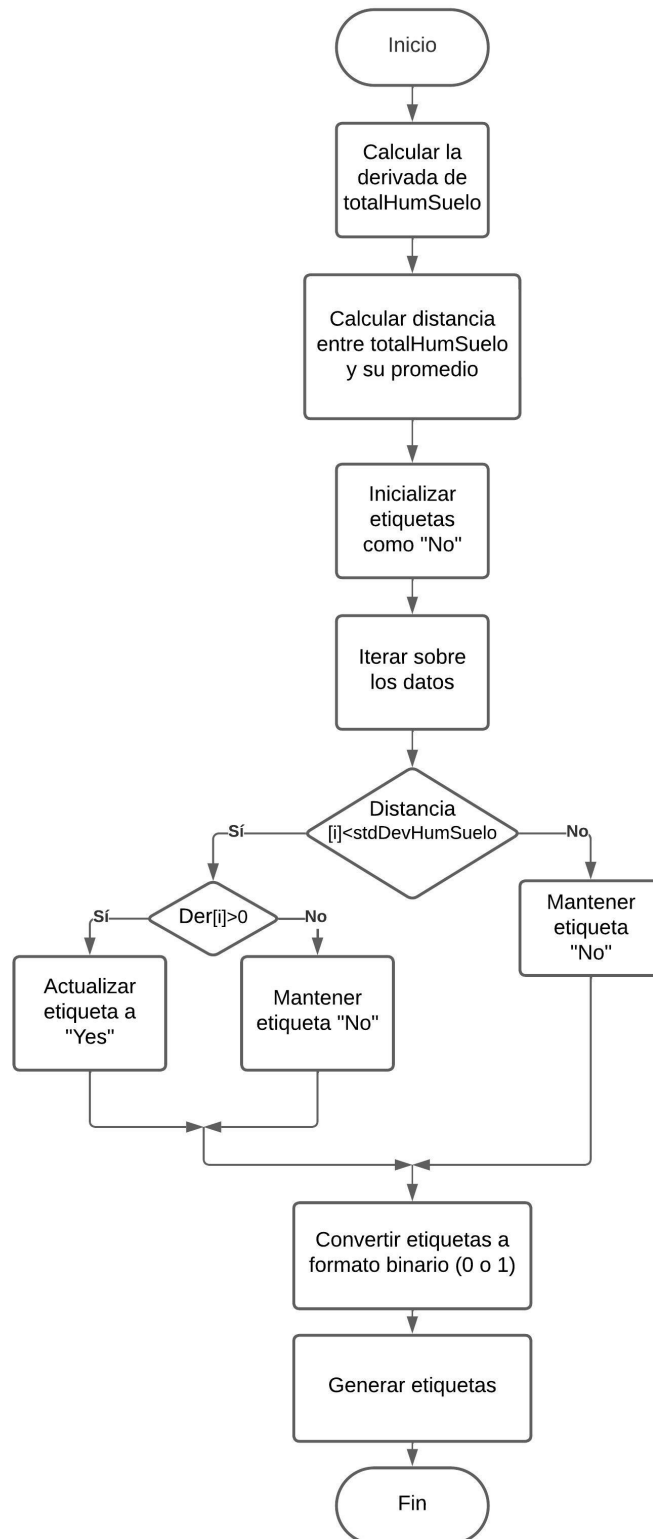 Inicio
Calcular la
derivada de
totalHumSuelo
Calcular distancia
entre totalHumSuelo
y su promedio
Inicializar
etiquetas
como "No"
Iterar sobre
los datos
Distancia
[i]<stdDevHumSuelo
Sí
No
Der[i]>0
Sí
No
Mantener
etiqueta
"No"
Actualizar
etiqueta a
"Yes"
Mantener
etiqueta "No"
Convertir etiquetas a
formato binario (0 o 1)
Generar etiquetas
Fin